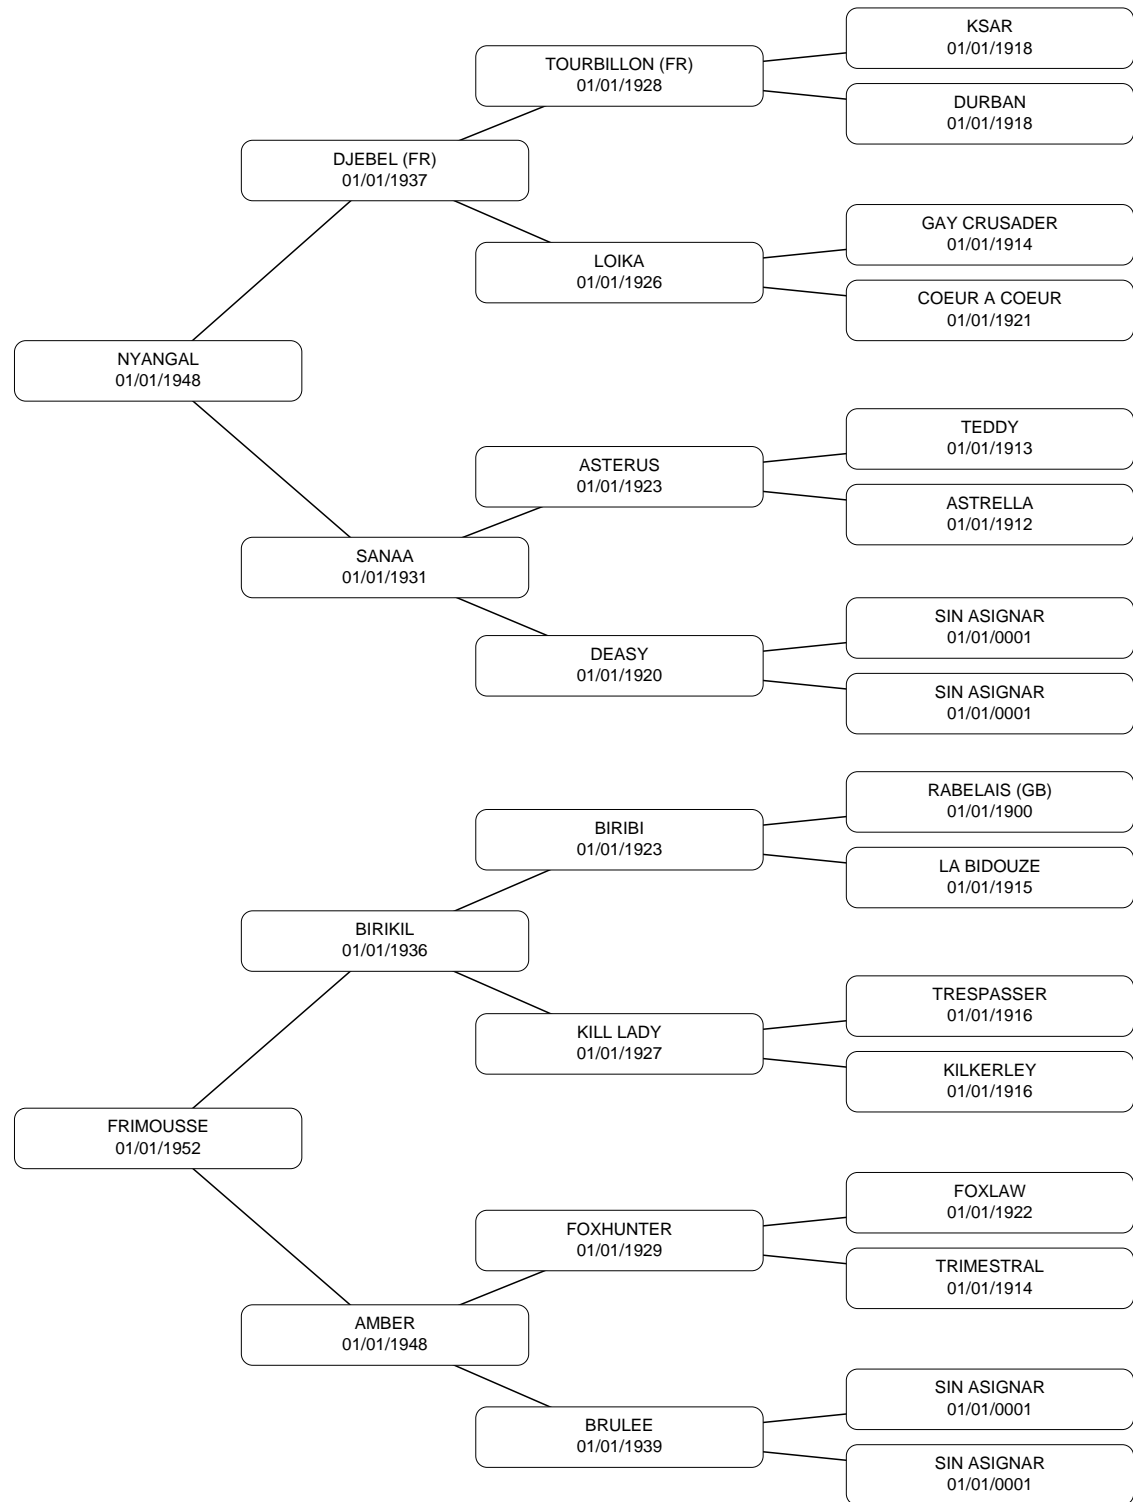 KSAR
01/01/1918
TOURBILLON (FR)
01/01/1928
DURBAN
01/01/1918
DJEBEL (FR)
01/01/1937
GAY CRUSADER
01/01/1914
LOIKA
01/01/1926
COEUR A COEUR
01/01/1921
NYANGAL
01/01/1948
TEDDY
01/01/1913
ASTERUS
01/01/1923
ASTRELLA
01/01/1912
SANAA
01/01/1931
SIN ASIGNAR
01/01/0001
DEASY
01/01/1920
SIN ASIGNAR
01/01/0001
RABELAIS (GB)
01/01/1900
BIRIBI
01/01/1923
LA BIDOUZE
01/01/1915
BIRIKIL
01/01/1936
TRESPASSER
01/01/1916
KILL LADY
01/01/1927
KILKERLEY
01/01/1916
FRIMOUSSE
01/01/1952
FOXLAW
01/01/1922
FOXHUNTER
01/01/1929
TRIMESTRAL
01/01/1914
AMBER
01/01/1948
SIN ASIGNAR
01/01/0001
BRULEE
01/01/1939
SIN ASIGNAR
01/01/0001